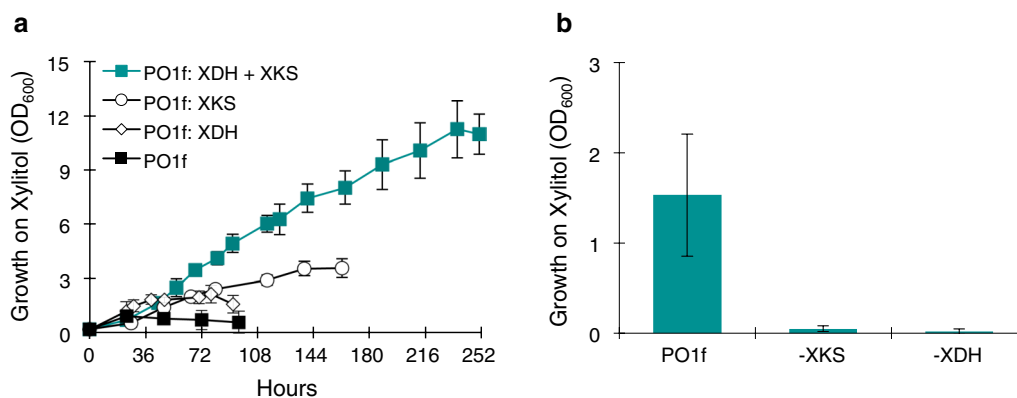 a
Growth on Xylitol (OD600)
15
12
9
6
3
0
PO1f: XDH + XKS
PO1f: XKS
PO1f: XDH
PO1f
0 36 72 108 144 180 216 252
Hours
b
Growth on Xylitol (OD600)
3
2
1
0
PO1f -XKS -XDH